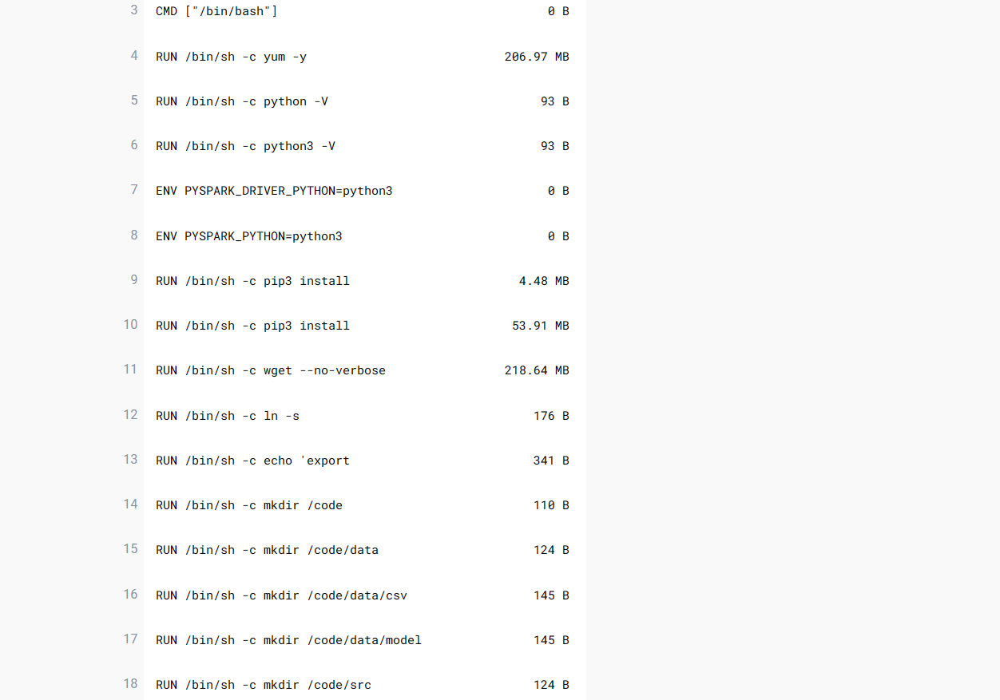 3 CMD ["/bin/bash"] 0 B
4 RUN /bin/sh -c yum -y 206.97 MB
5 RUN /bin/sh -c python -V 93 B
6 RUN /bin/sh -c python3 -V 93 B
7 ENV PYSPARK_DRIVER_PYTHON=python3 0 B
8 ENV PYSPARK_PYTHON=python3 0 B
9 RUN /bin/sh -c pip3 install 4.48 MB
10 RUN /bin/sh -c pip3 install 53.91 MB
11 RUN /bin/sh -c wget --no-verbose 218.64 MB
12 RUN /bin/sh -c ln -s 176 B
13 RUN /bin/sh -c echo 'export 341 B
14 RUN /bin/sh -c mkdir /code 110 B
15 RUN /bin/sh -c mkdir /code/data 124 B
16 RUN /bin/sh -c mkdir /code/data/csv 145 B
17 RUN /bin/sh -c mkdir /code/data/model 145 B
18 RUN /bin/sh -c mkdir /code/src 124 B